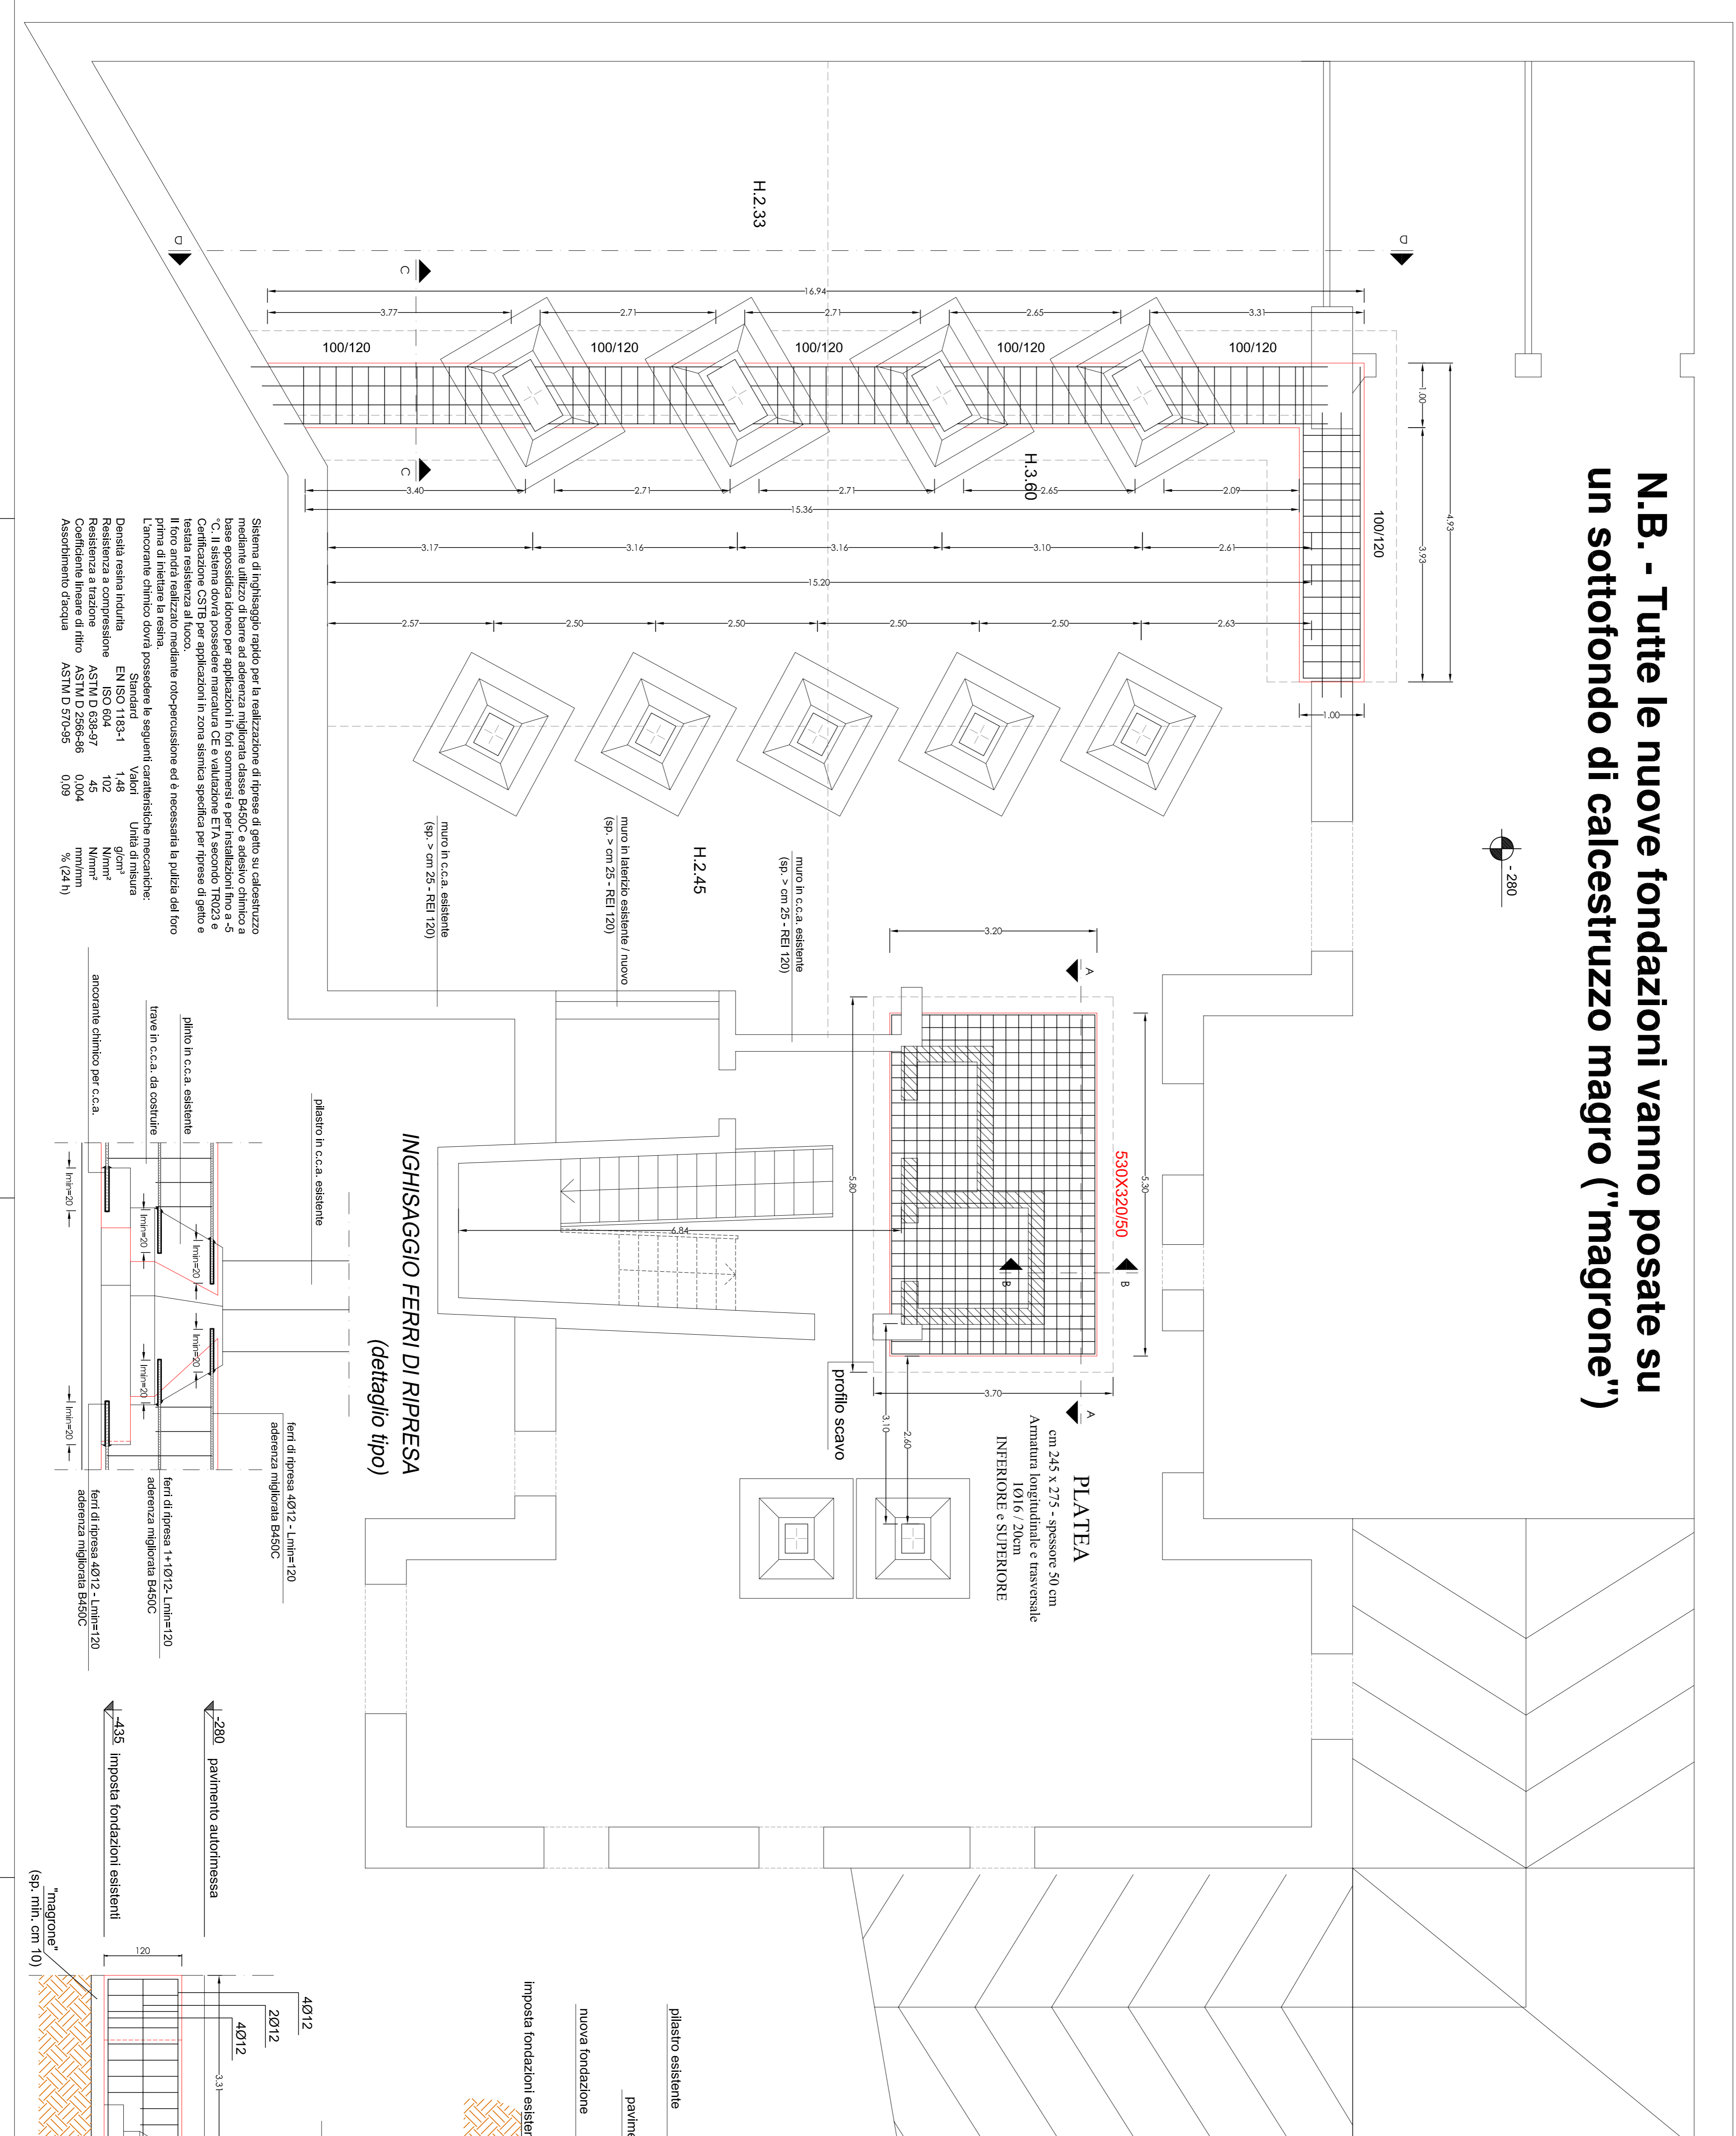 N.B. - Tutte le nuove fondazioni vanno posate su
un sottofondo di calcestruzzo magro ("magrone")
- 280
H.2.33
D
D
C
C
16.94
3.77
2.71
2.71
2.65
3.31
100/120
100/120
100/120
100/120
100/120
100/120
1.00
4.93
3.93
1.00
H.3.60
3.40
2.71
2.71
2.65
2.09
15.36
3.17
3.16
3.16
3.10
2.61
15.20
2.57
2.50
2.50
2.50
2.50
2.63
H.2.45
muro in c.c.a. esistente
(sp. > cm 25 - REI 120)
muro in laterizio esistente / nuovo
(sp. > cm 25 - REI 120)
muro in c.c.a. esistente
(sp. > cm 25 - REI 120)
3.20
A
A
B
B
5.30
530X320/50
5.80
6.84
3.70
3.10
2.60
profilo scavo
PLATEA
cm 245 x 275 - spessore 50 cm
Armatura longitudinale e trasversale
1Ø16 / 20cm
INFERIORE e SUPERIORE
Sistema di inghisaggio rapido per la realizzazione di riprese di getto su calcestruzzo
mediante utilizzo di barre ad aderenza migliorata classe B450C e adesivo chimico a
base epossidica idoneo per applicazioni in fori sommersi e per installazioni fino a -5
°C. Il sistema dovrà possedere marcatura CE e valutazione ETA secondo TR023 e
Certificazione CSTB per applicazioni in zona sismica specifica per riprese di getto e
testata resistenza al fuoco.
Il foro andrà realizzato mediante roto-percussione ed è necessaria la pulizia del foro
prima di iniettare la resina.
L'ancorante chimico dovrà possedere le seguenti caratteristiche meccaniche:
Standard Valori Unità di misura
Densità resina indurita EN ISO 1183-1 1,48 g/cm³
Resistenza a compressione ISO 604 102 N/mm²
Resistenza a trazione ASTM D 6388-97 45 N/mm²
Coefficiente lineare di ritiro ASTM D 2566-86 0,004 mm/mm
Assorbimento d'acqua ASTM D 570-95 0,09 % (24 h)
INGHISAGGIO FERRI DI RIPRESA
(dettaglio tipo)
pilastro in c.c.a. esistente
plinto in c.c.a. esistente
trave in c.c.a. da costruire
ancorante chimico per c.c.a.
lmin=20
lmin=20
lmin=20
lmin=20
lmin=20
lmin=20
ferri di ripresa 4Ø12 - Lmin=120
aderenza migliorata B450C
ferri di ripresa 1+1Ø12- Lmin=120
aderenza migliorata B450C
ferri di ripresa 4Ø12 - Lmin=120
aderenza migliorata B450C
-280 pavimento autorimessa
-435 imposta fondazioni esistenti
"magrone"
(sp. min. cm 10)
120
4Ø12
2Ø12
4Ø12
3.31
pilastro esistente
pavime
nuova fondazione
imposta fondazioni esisten